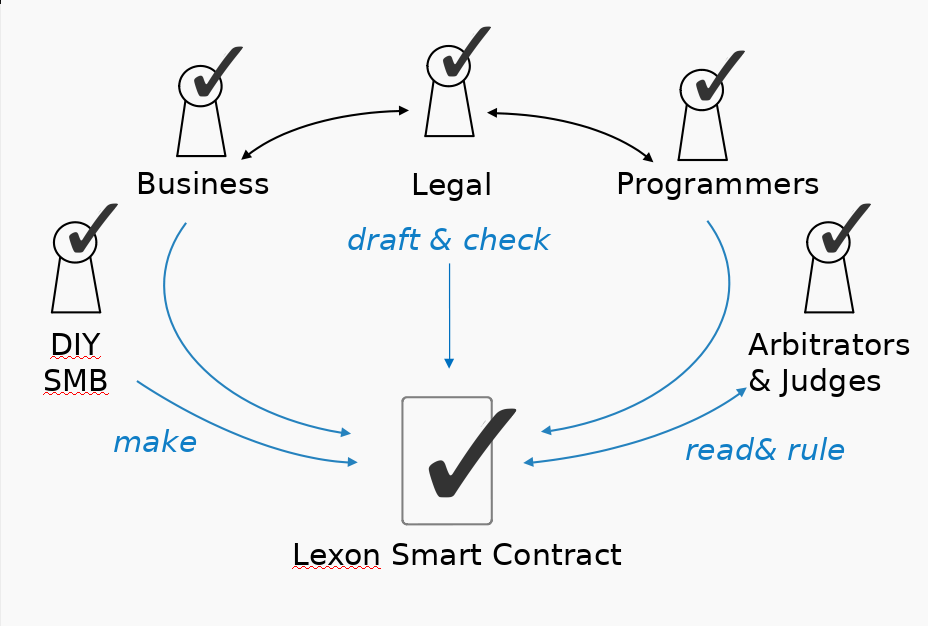 Business
Legal
Programmers
draft & check
DIY
SMB
Arbitrators
& Judges
make
read& rule
Lexon Smart Contract